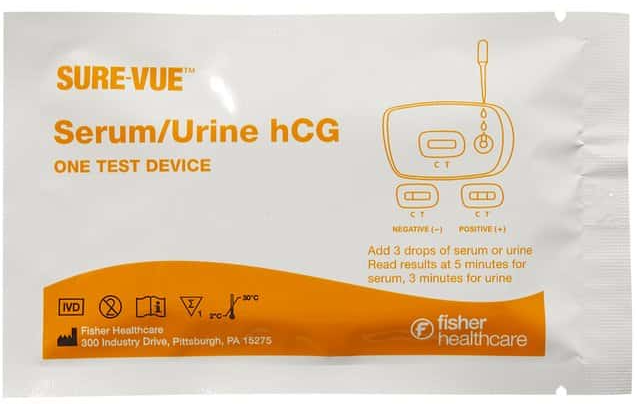 SURE-VUE™
Serum/Urine hCG
ONE TEST DEVICE
C T
C T
C T
NEGATIVE (−)
POSITIVE (+)
Add 3 drops of serum or urine
Read results at 5 minutes for
serum, 3 minutes for urine
IVD
2
i
Σ
1
2°C
30°C
Fisher Healthcare
300 Industry Drive, Pittsburgh, PA 15275
f
fisher
healthcare